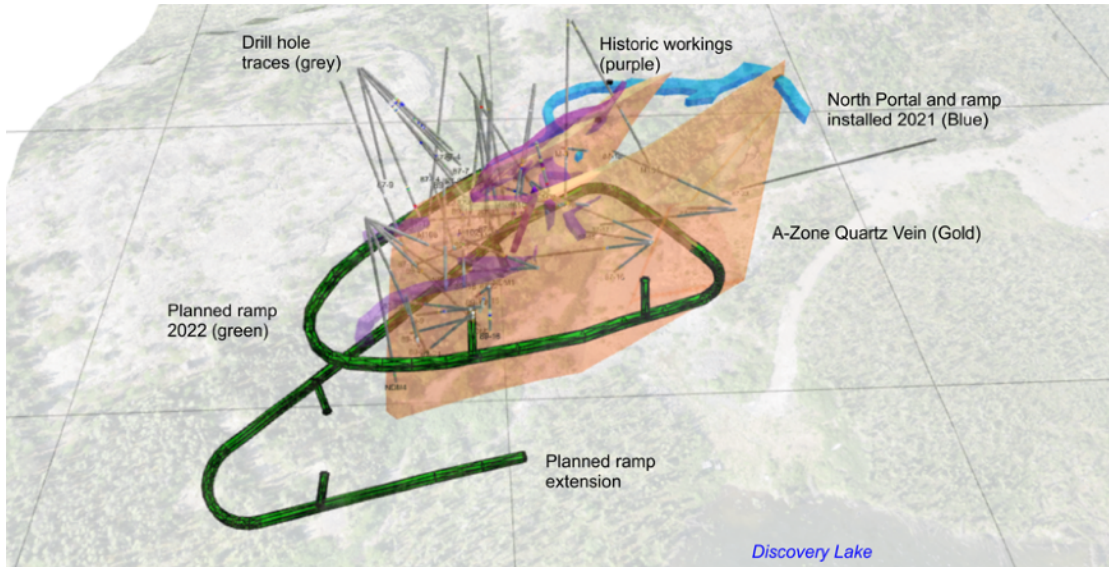 Drill hole
traces (grey)
Historic workings
(purple)
North Portal and ramp
installed 2021 (Blue)
A-Zone Quartz Vein (Gold)
Planned ramp
2022 (green)
Planned ramp
extension
Discovery Lake